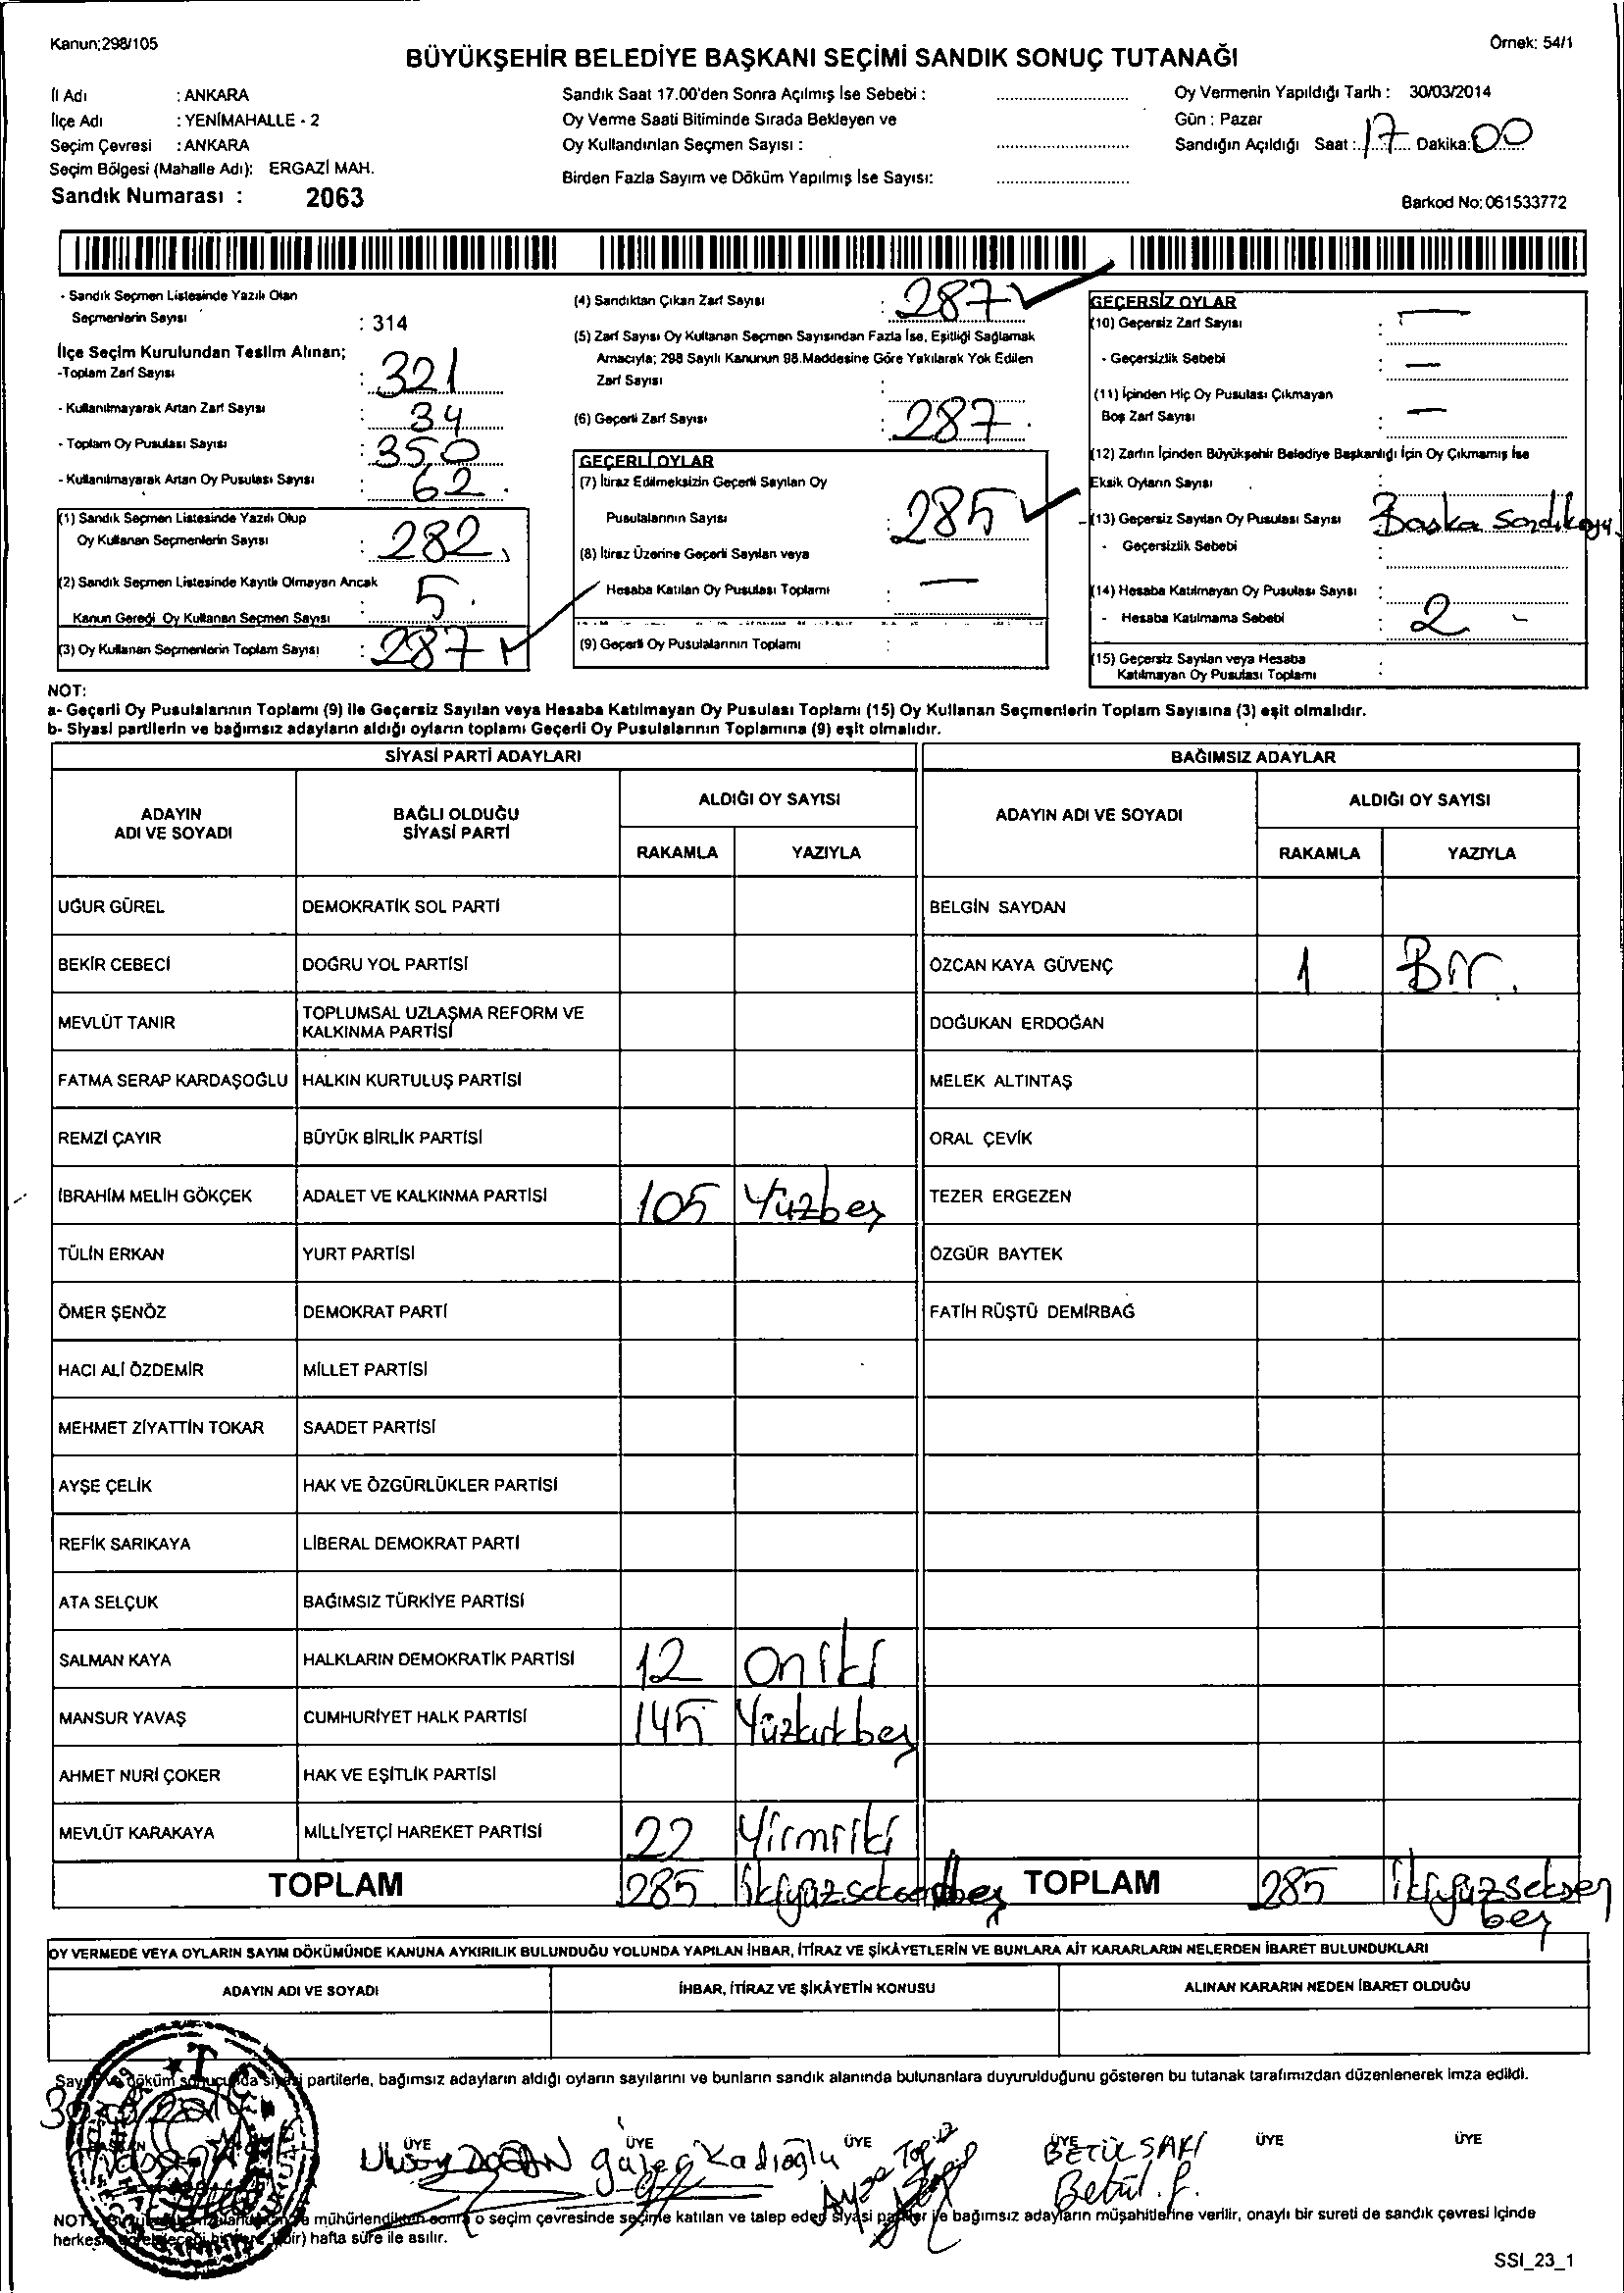 Kanun;298/105
Örnek: 54/1
BÜYÜKŞEHİR BELEDİYE BAŞKANI SEÇİMİ SANDIK SONUÇ TUTANAĞI
İl Adı : ANKARA
İlçe Adı : YENİMAHALLE - 2
Seçim Çevresi : ANKARA
Seçim Bölgesi (Mahalle Adı): ERGAZİ MAH.
Sandık Numarası : 2063
Sandık Saat 17.00'den Sonra Açılmış İse Sebebi :
Oy Verme Saati Bitiminde Sırada Bekleyen ve
Oy Kullandırılan Seçmen Sayısı :
Birden Fazla Sayım ve Döküm Yapılmış İse Sayısı:
Oy Vermenin Yapıldığı Tarih : 30/03/2014
Gün : Pazar
Sandığın Açıldığı Saat : 17 Dakika: 00
Barkod No: 061533772
- Sandık Seçmen Listesinde Yazılı Olan
Seçmenlerin Sayısı : 314
İlçe Seçim Kurulundan Teslim Alınan;
-Toplam Zarf Sayısı : 321
- Kullanılmayarak Artan Zarf Sayısı : 34
- Toplam Oy Pusulası Sayısı : 350
- Kullanılmayarak Artan Oy Pusulası Sayısı : 62
(1) Sandık Seçmen Listesinde Yazılı Olup
Oy Kullanan Seçmenlerin Sayısı : 282
(2) Sandık Seçmen Listesinde Kayıtlı Olmayan Ancak
Kanun Gereği Oy Kullanan Seçmen Sayısı : 5
(3) Oy Kullanan Seçmenlerin Toplam Sayısı : 287
(4) Sandıktan Çıkan Zarf Sayısı : 287
(5) Zarf Sayısı Oy Kullanan Seçmen Sayısından Fazla İse, Eşitliği Sağlamak
Amacıyla; 298 Sayılı Kanunun 98.Maddesine Göre Yakılarak Yok Edilen
Zarf Sayısı :
(6) Geçerli Zarf Sayısı : 287
GEÇERLİ OYLAR
(7) İtiraz Edilmeksizin Geçerli Sayılan Oy
Pusulalarının Sayısı : 285
(8) İtiraz Üzerine Geçerli Sayılan veya
Hesaba Katılan Oy Pusulası Toplamı : —
(9) Geçerli Oy Pusulalarının Toplamı :
GEÇERSİZ OYLAR
(10) Geçersiz Zarf Sayısı : —
- Geçersizlik Sebebi : —
(11) İçinden Hiç Oy Pusulası Çıkmayan
Boş Zarf Sayısı : —
(12) Zarfın İçinden Büyükşehir Belediye Başkanlığı İçin Oy Çıkmamış İse
Eksik Oyların Sayısı :
(13) Geçersiz Sayılan Oy Pusulası Sayısı Başka
- Geçersizlik Sebebi :
(14) Hesaba Katılmayan Oy Pusulası Sayısı :
- Hesaba Katılmama Sebebi : 2 -
(15) Geçersiz Sayılan veya Hesaba
Katılmayan Oy Pusulası Toplamı :
NOT:
a- Geçerli Oy Pusulalarının Toplamı (9) ile Geçersiz Sayılan veya Hesaba Katılmayan Oy Pusulası Toplamı (15) Oy Kullanan Seçmenlerin Toplam Sayısına (3) eşit olmalıdır.
b- Siyasi partilerin ve bağımsız adayların aldığı oyların toplamı Geçerli Oy Pusulalarının Toplamına (9) eşit olmalıdır.
SİYASİ PARTİ ADAYLARI
BAĞIMSIZ ADAYLAR
ADAYIN ADI VE SOYADI
BAĞLI OLDUĞU SİYASİ PARTİ
ALDIĞI OY SAYISI
RAKAMLA YAZIYLA
ADAYIN ADI VE SOYADI
ALDIĞI OY SAYISI
RAKAMLA YAZIYLA
UĞUR GÜREL DEMOKRATİK SOL PARTİ BELGİN SAYDAN
BEKİR CEBECİ DOĞRU YOL PARTİSİ ÖZCAN KAYA GÜVENÇ 1 Bir.
MEVLÜT TANIR TOPLUMSAL UZLAŞMA REFORM VE KALKINMA PARTİSİ DOĞUKAN ERDOĞAN
FATMA SERAP KARDAŞOĞLU HALKIN KURTULUŞ PARTİSİ MELEK ALTINTAŞ
REMZİ ÇAYIR BÜYÜK BİRLİK PARTİSİ ORAL ÇEVİK
İBRAHİM MELİH GÖKÇEK ADALET VE KALKINMA PARTİSİ 105 Yüzbeş TEZER ERGEZEN
TÜLİN ERKAN YURT PARTİSİ ÖZGÜR BAYTEK
ÖMER ŞENÖZ DEMOKRAT PARTİ FATİH RÜŞTÜ DEMİRBAĞ
HACI ALİ ÖZDEMİR MİLLET PARTİSİ
MEHMET ZİYATTİN TOKAR SAADET PARTİSİ
AYŞE ÇELİK HAK VE ÖZGÜRLÜKLER PARTİSİ
REFİK SARIKAYA LİBERAL DEMOKRAT PARTİ
ATA SELÇUK BAĞIMSIZ TÜRKİYE PARTİSİ
SALMAN KAYA HALKLARIN DEMOKRATİK PARTİSİ 12 oniki
MANSUR YAVAŞ CUMHURİYET HALK PARTİSİ 145 Yüzkırkbeş
AHMET NURİ ÇOKER HAK VE EŞİTLİK PARTİSİ
MEVLÜT KARAKAYA MİLLİYETÇİ HAREKET PARTİSİ 22 Yirmiiki
TOPLAM 285 ikiyüzseksenbeş TOPLAM 285 ikiyüzseksen
beş
OY VERMEDE VEYA OYLARIN SAYIM DÖKÜMÜNDE KANUNA AYKIRILIK BULUNDUĞU YOLUNDA YAPILAN İHBAR, İTİRAZ VE ŞİKÂYETLERİN VE BUNLARA AİT KARARLARIN NELERDEN İBARET BULUNDUKLARI
ADAYIN ADI VE SOYADI İHBAR, İTİRAZ VE ŞİKÂYETİN KONUSU ALINAN KARARIN NEDEN İBARET OLDUĞU
döküm sonucunda siyasi partilerle, bağımsız adayların aldığı oyların sayılarını ve bunların sandık alanında bulunanlara duyurulduğunu gösteren bu tutanak tarafımızdan düzenlenerek imza edildi.
ÜYE ÜYE ÜYE ÜYE ÜYE ÜYE
DOĞAN Güleç Kadıoğlu Ayşe BETÜL SAKI
Betül
NOT: mühürlendikten sonra o seçim çevresinde seçime katılan ve talep eden siyasi partiler ile bağımsız adayların müşahitlerine verilir, onaylı bir sureti de sandık çevresi içinde
(bir) hafta süre ile asılır.
SSI_23_1